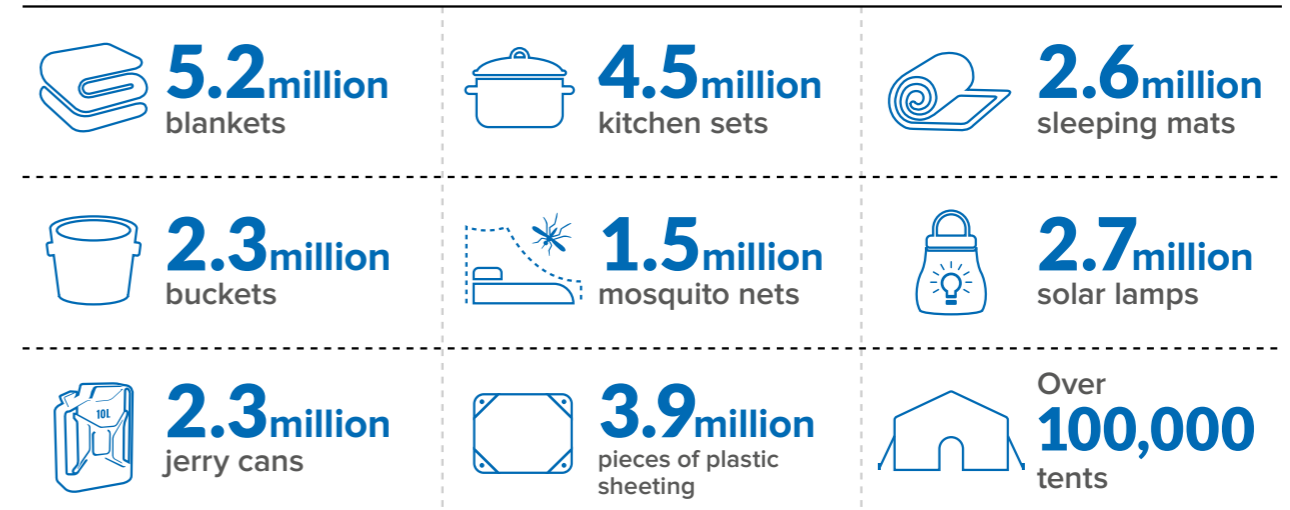 5.2million
blankets
4.5million
kitchen sets
2.6million
sleeping mats
2.3million
buckets
1.5million
mosquito nets
2.7million
solar lamps
10L
2.3million
jerry cans
3.9million
pieces of plastic
sheeting
Over
100,000
tents